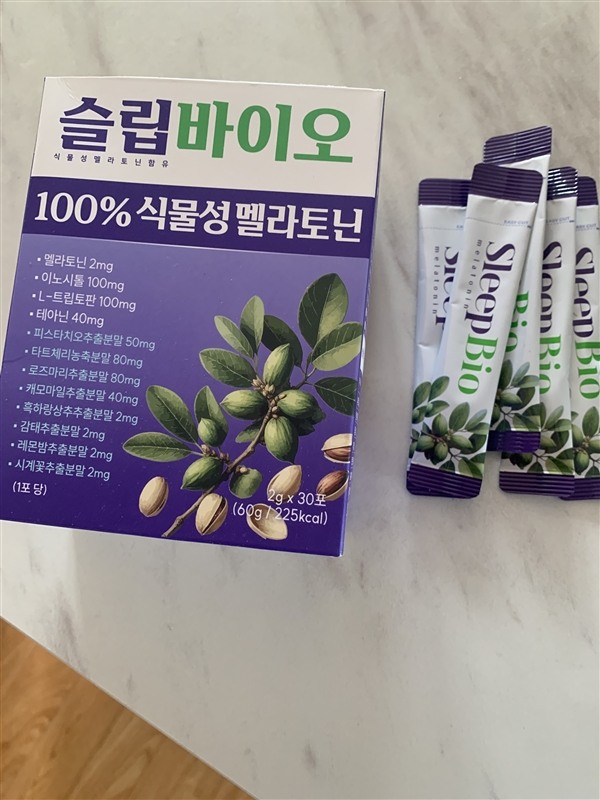 슬립바이오
식물성멜라토닌함유
100% 식물성 멜라토닌
▪ 멜라토닌 2mg
▪ 이노시톨 100mg
▪ L-트립토판 100mg
▪ 테아닌 40mg
▪ 피스타치오추출분말 50mg
▪ 타트체리농축분말 80mg
▪ 로즈마리추출분말 80mg
▪ 캐모마일추출분말 40mg
▪ 흑하랑상추추출분말 2mg
▪ 감태추출분말 2mg
▪ 레몬밤추출분말 2mg
▪ 시계꽃추출분말 2mg
(1포 당)
2g x 30포
(60g / 225kcal)
Sleep
melatonin
SleepBio
melatonin
Bio
SleepBio
Bio